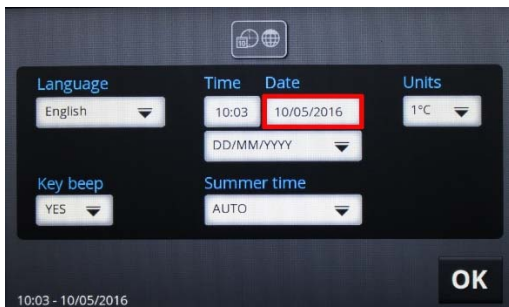 10
Language Time Date Units
English 10:03 10/05/2016 1°C
DD/MM/YYYY
Key beep Summer time
YES AUTO
OK
10:03 - 10/05/2016